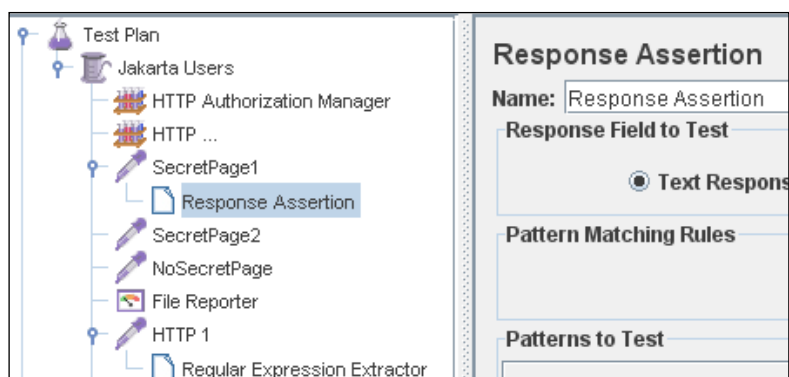 Test Plan
Jakarta Users
HTTP Authorization Manager
HTTP ...
SecretPage1
Response Assertion
SecretPage2
NoSecretPage
File Reporter
HTTP 1
Regular Expression Extractor
Response Assertion
Name: Response Assertion
Response Field to Test
Text Respons
Pattern Matching Rules
Patterns to Test